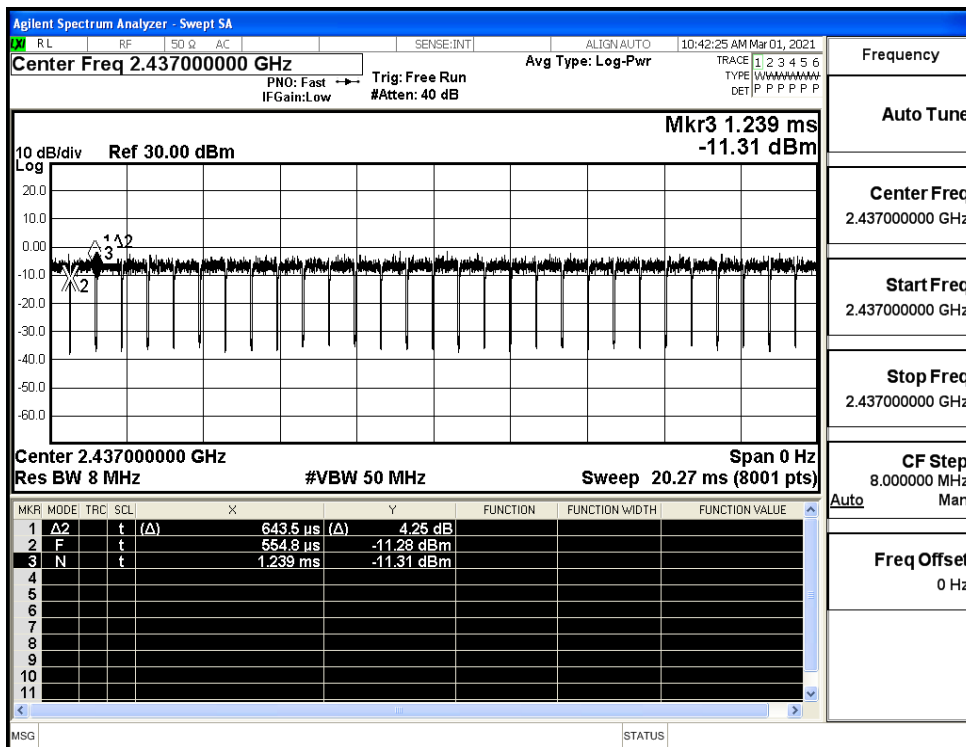 Agilent Spectrum Analyzer - Swept SA
LXI RL RF 50 Ω AC SENSE:INT ALIGN AUTO 10:42:25 AM Mar 01, 2021
Center Freq 2.437000000 GHz
PNO: Fast
IFGain:Low
Trig: Free Run
#Atten: 40 dB
Avg Type: Log-Pwr
TRACE 1 2 3 4 5 6
TYPE WWWWWW
DET P P P P P P
Mkr3 1.239 ms
-11.31 dBm
10 dB/div Ref 30.00 dBm
Log
20.0
10.0
0.00
-10.0
-20.0
-30.0
-40.0
-50.0
-60.0
1Δ2
3
2
Center 2.437000000 GHz Span 0 Hz
Res BW 8 MHz #VBW 50 MHz Sweep 20.27 ms (8001 pts)
MKR MODE TRC SCL X Y FUNCTION FUNCTION WIDTH FUNCTION VALUE
1 Δ2 t (Δ) 643.5 µs (Δ) 4.25 dB
2 F t 554.8 µs -11.28 dBm
3 N t 1.239 ms -11.31 dBm
4
5
6
7
8
9
10
11
MSG STATUS
Frequency
Auto Tune
Center Freq
2.437000000 GHz
Start Freq
2.437000000 GHz
Stop Freq
2.437000000 GHz
CF Step
8.000000 MHz
Auto Man
Freq Offset
0 Hz